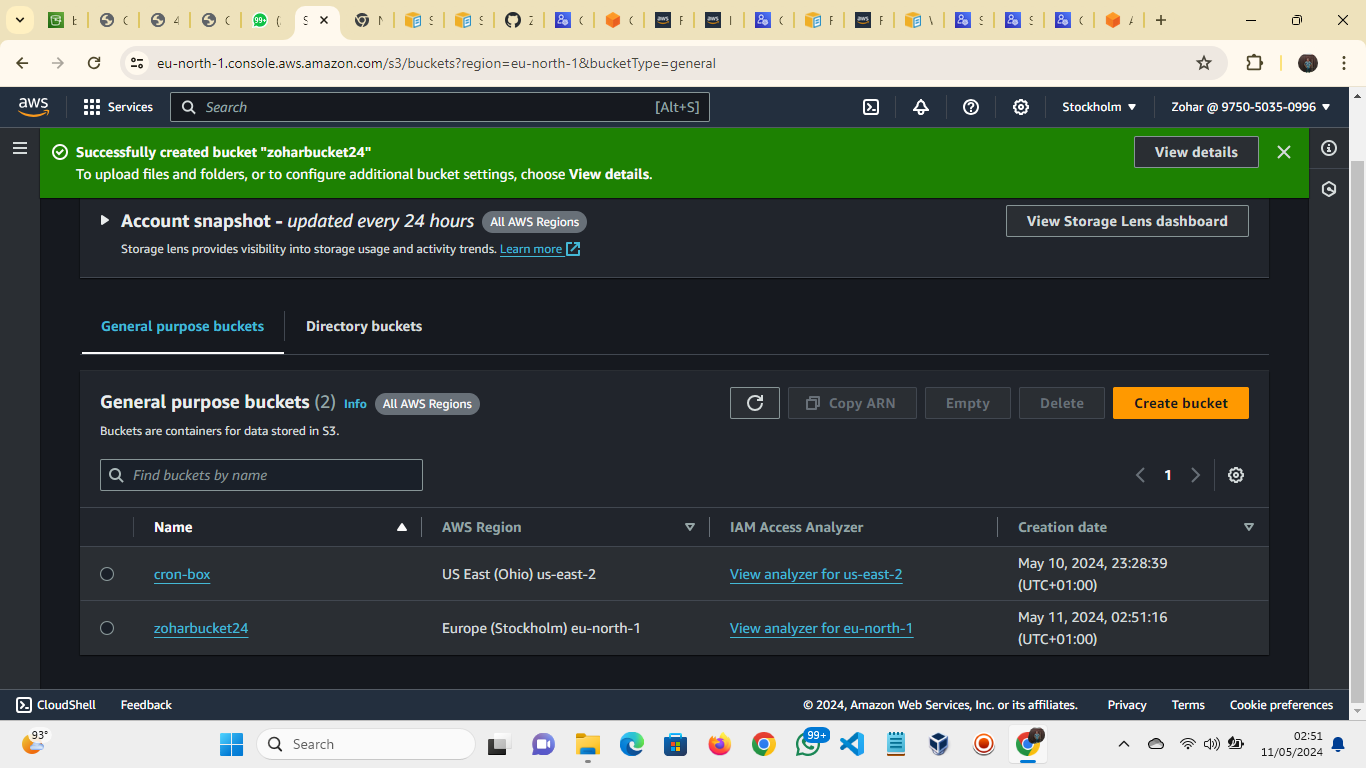 eu-north-1.console.aws.amazon.com/s3/buckets?region=eu-north-1&bucketType=general
aws
Services
Search
[Alt+S]
Stockholm
Zohar @ 9750-5035-0996
Successfully created bucket "zoharbucket24"
To upload files and folders, or to configure additional bucket settings, choose View details.
View details
Account snapshot - updated every 24 hours
All AWS Regions
View Storage Lens dashboard
Storage lens provides visibility into storage usage and activity trends. Learn more
General purpose buckets
Directory buckets
General purpose buckets (2)
Info
All AWS Regions
Copy ARN
Empty
Delete
Create bucket
Buckets are containers for data stored in S3.
Find buckets by name
1
Name
AWS Region
IAM Access Analyzer
Creation date
cron-box
US East (Ohio) us-east-2
View analyzer for us-east-2
May 10, 2024, 23:28:39
(UTC+01:00)
zoharbucket24
Europe (Stockholm) eu-north-1
View analyzer for eu-north-1
May 11, 2024, 02:51:16
(UTC+01:00)
CloudShell
Feedback
© 2024, Amazon Web Services, Inc. or its affiliates.
Privacy
Terms
Cookie preferences
93°
Search
99+
02:51
11/05/2024